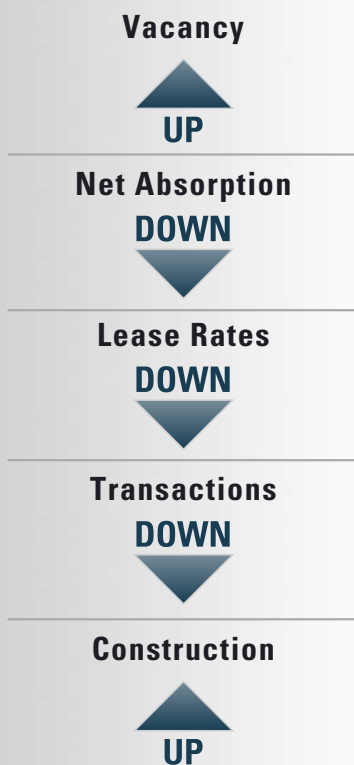 Vacancy
UP
Net Absorption
DOWN
Lease Rates
DOWN
Transactions
DOWN
Construction
UP